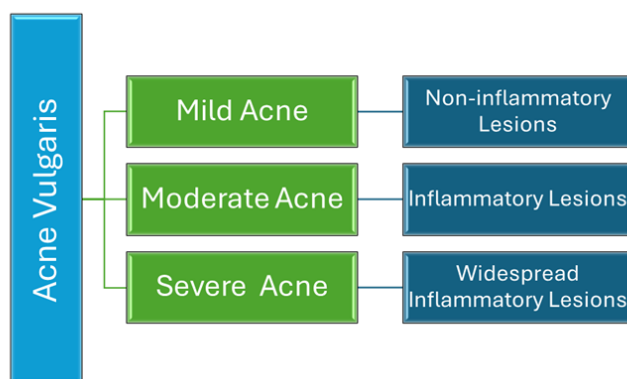 Acne Vulgaris
Mild Acne
Non-inflammatory
Lesions
Moderate Acne
Inflammatory Lesions
Severe Acne
Widespread
Inflammatory Lesions